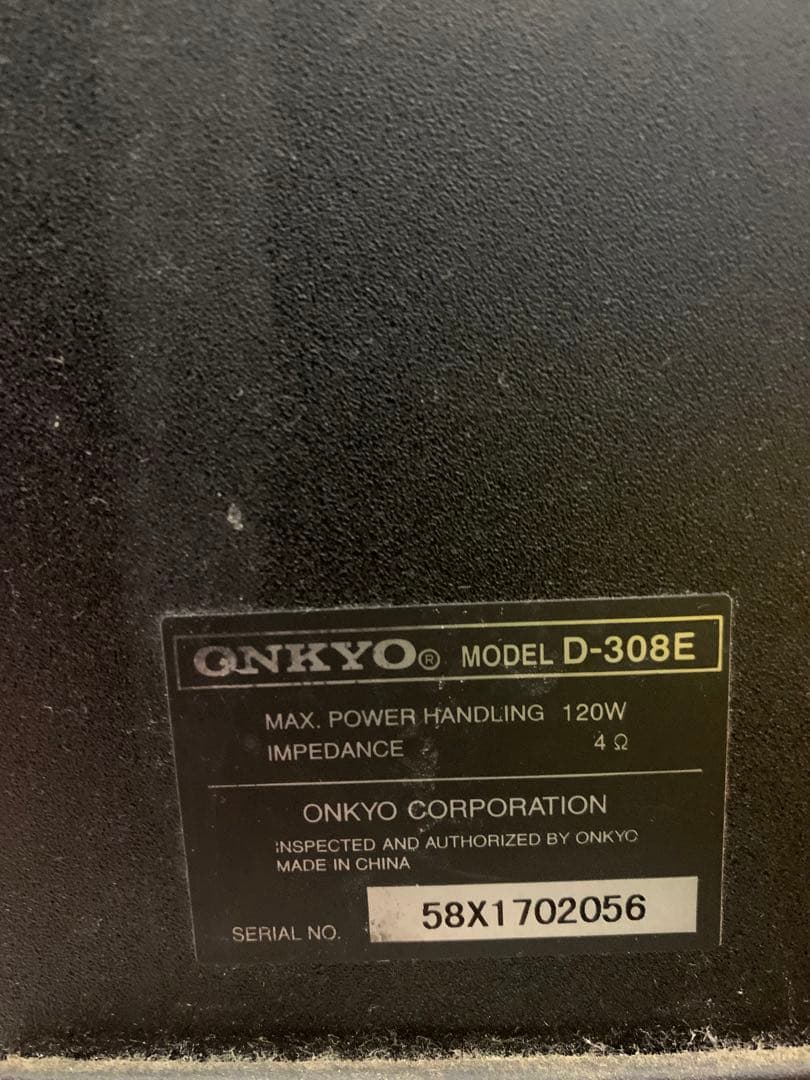 ONKYO® MODEL D-308E
MAX. POWER HANDLING 120W
IMPEDANCE 4 Ω
ONKYO CORPORATION
INSPECTED AND AUTHORIZED BY ONKYO
MADE IN CHINA
SERIAL NO. 58X1702056